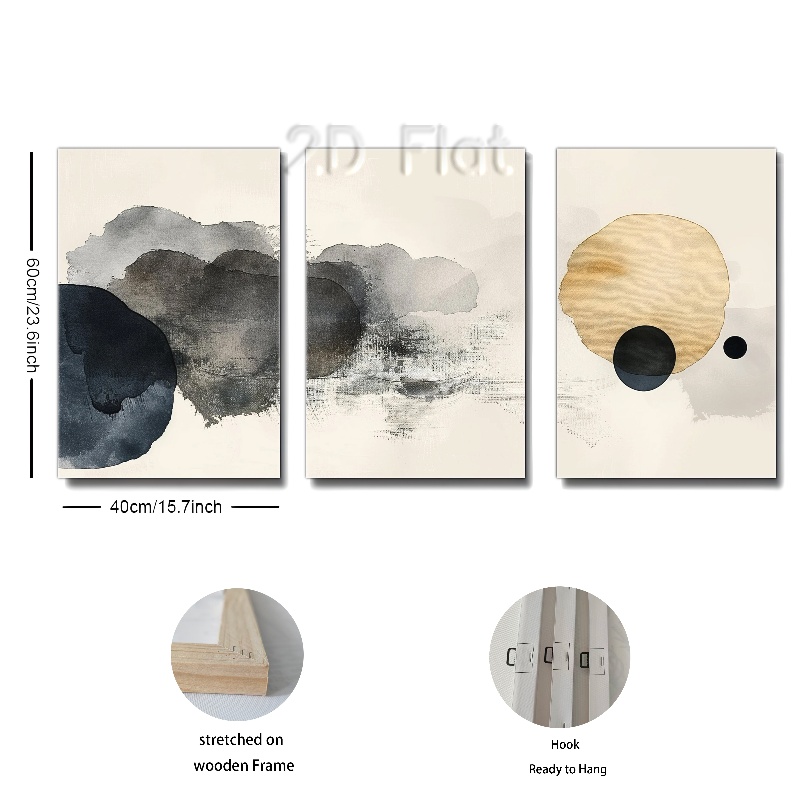 2D Flat
60cm/23.6inch
40cm/15.7inch
stretched on
wooden Frame
Hook
Ready to Hang